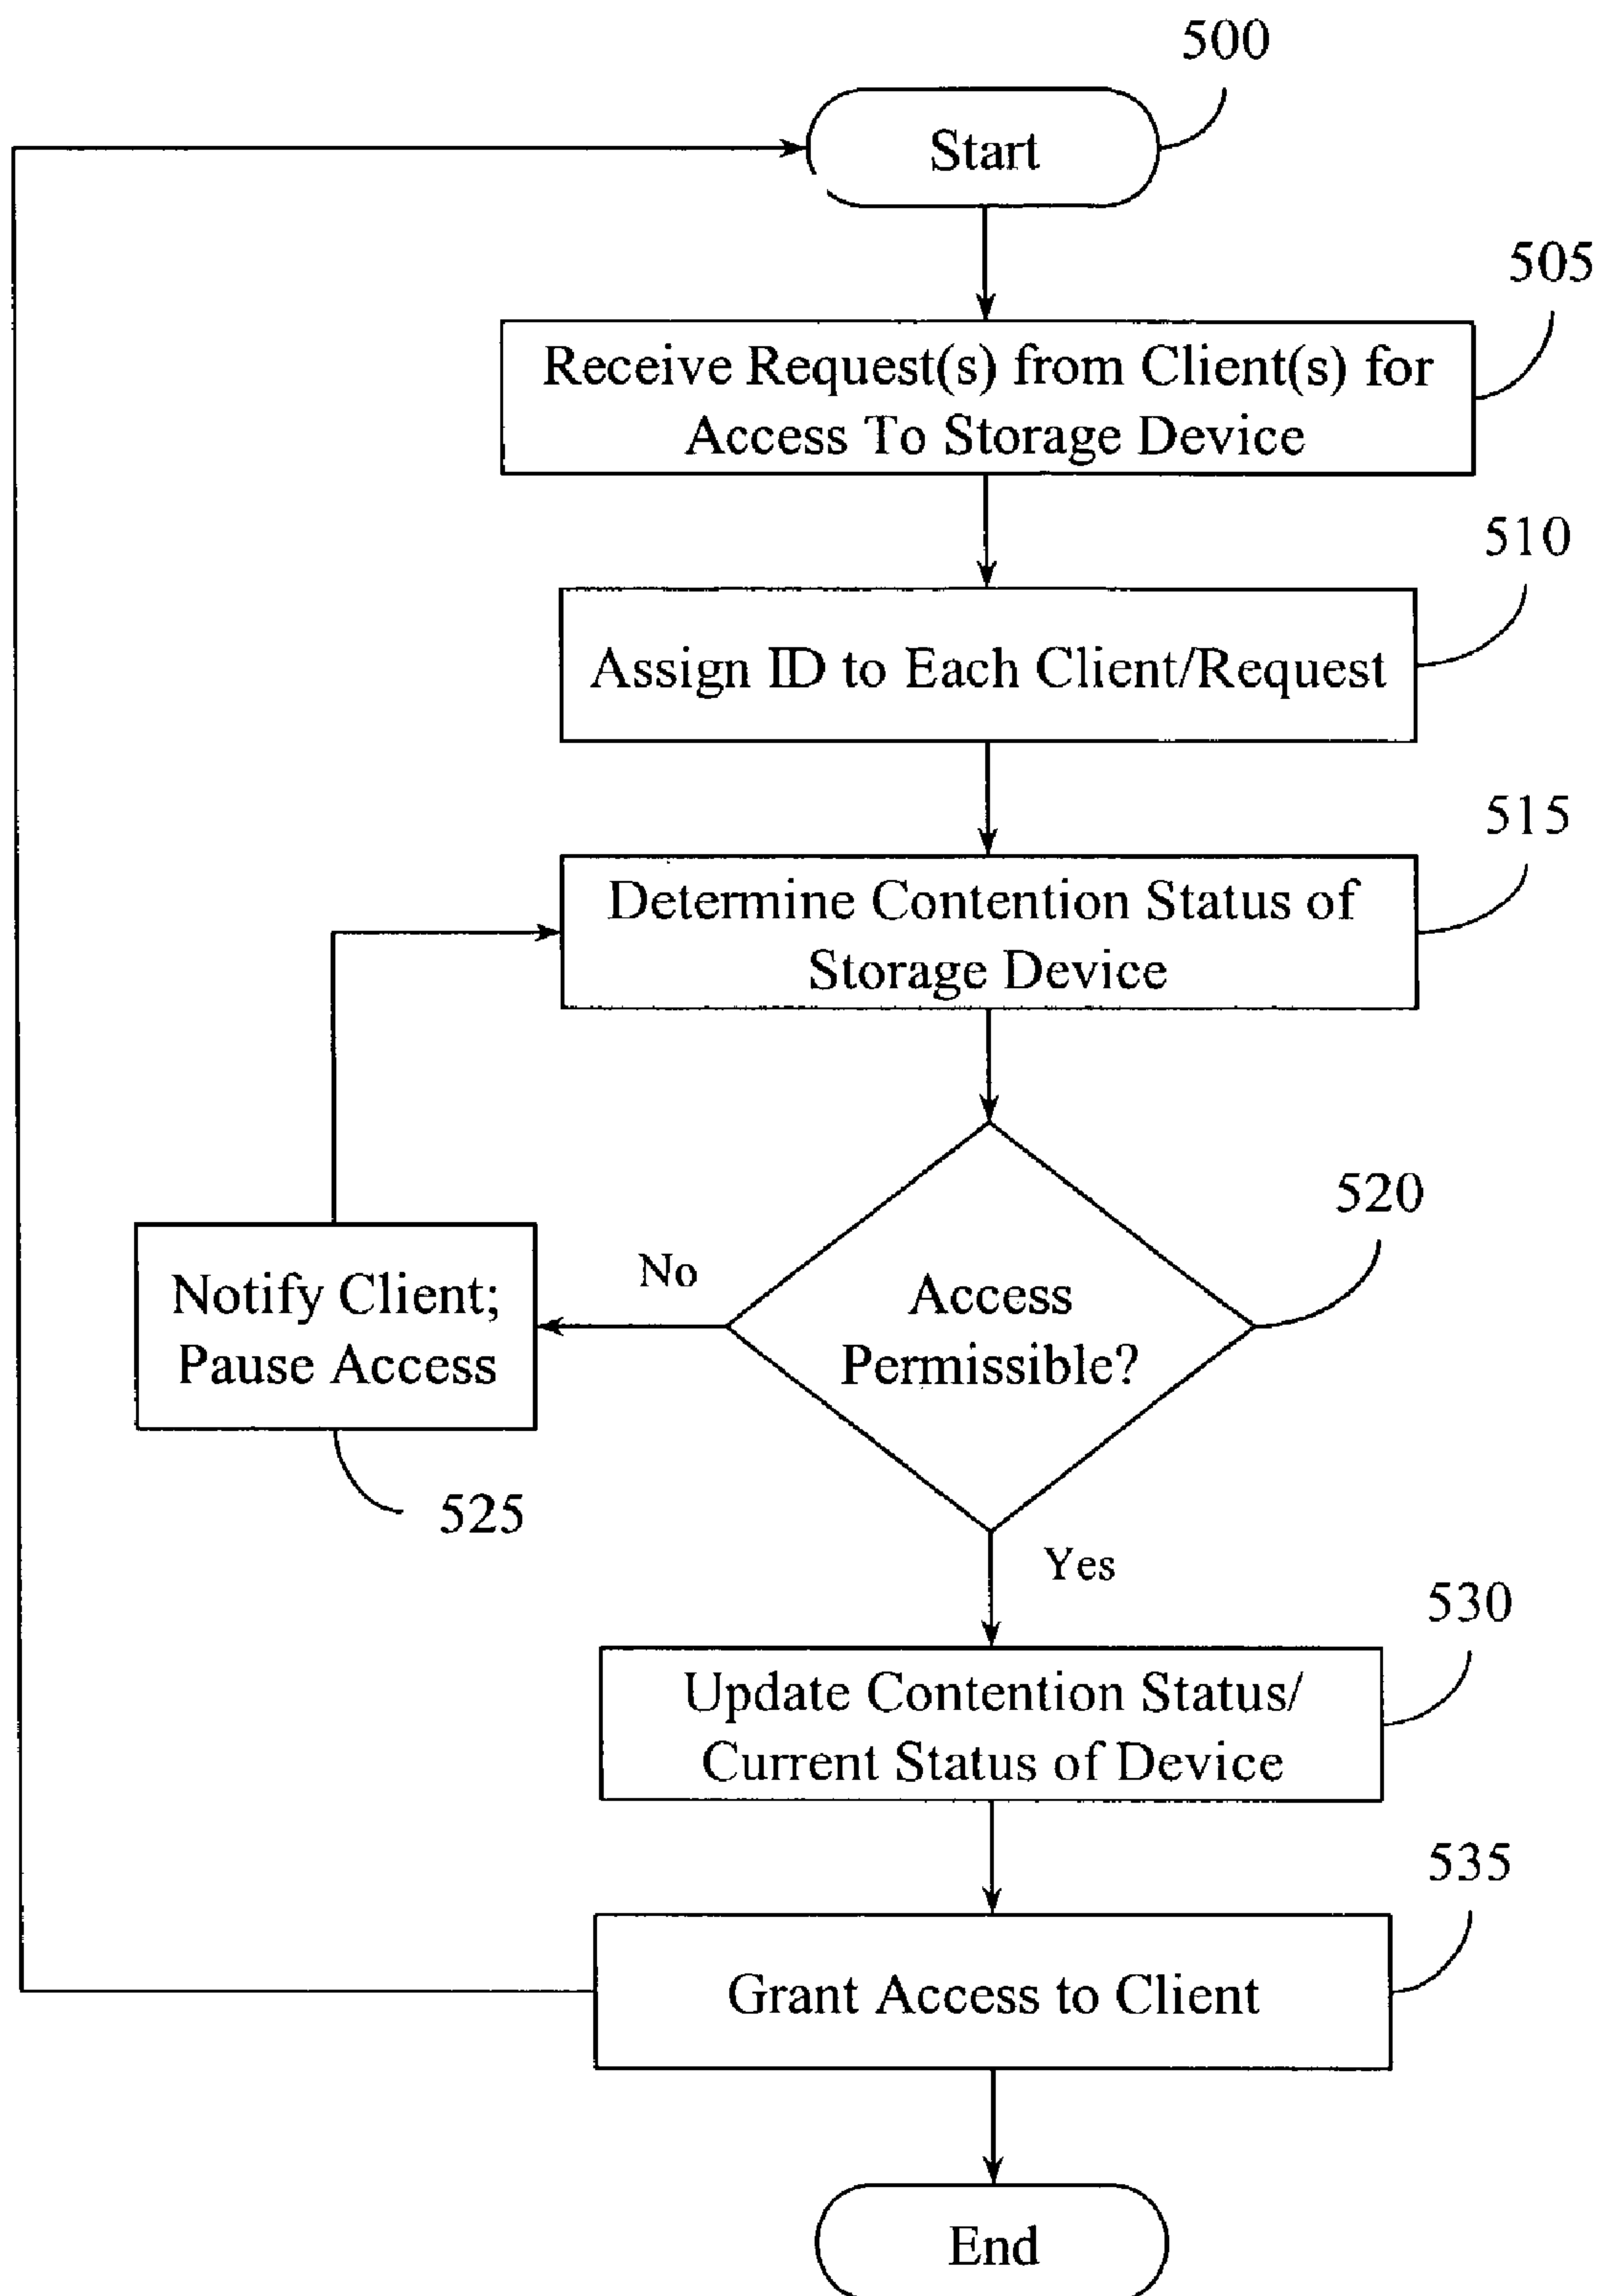 500
Start
505
Receive Request(s) from Client(s) for
Access To Storage Device
510
Assign ID to Each Client/Request
515
Determine Contention Status of
Storage Device
520
No
Access
Permissible?
Notify Client;
Pause Access
525
Yes
530
Update Contention Status/
Current Status of Device
535
Grant Access to Client
End